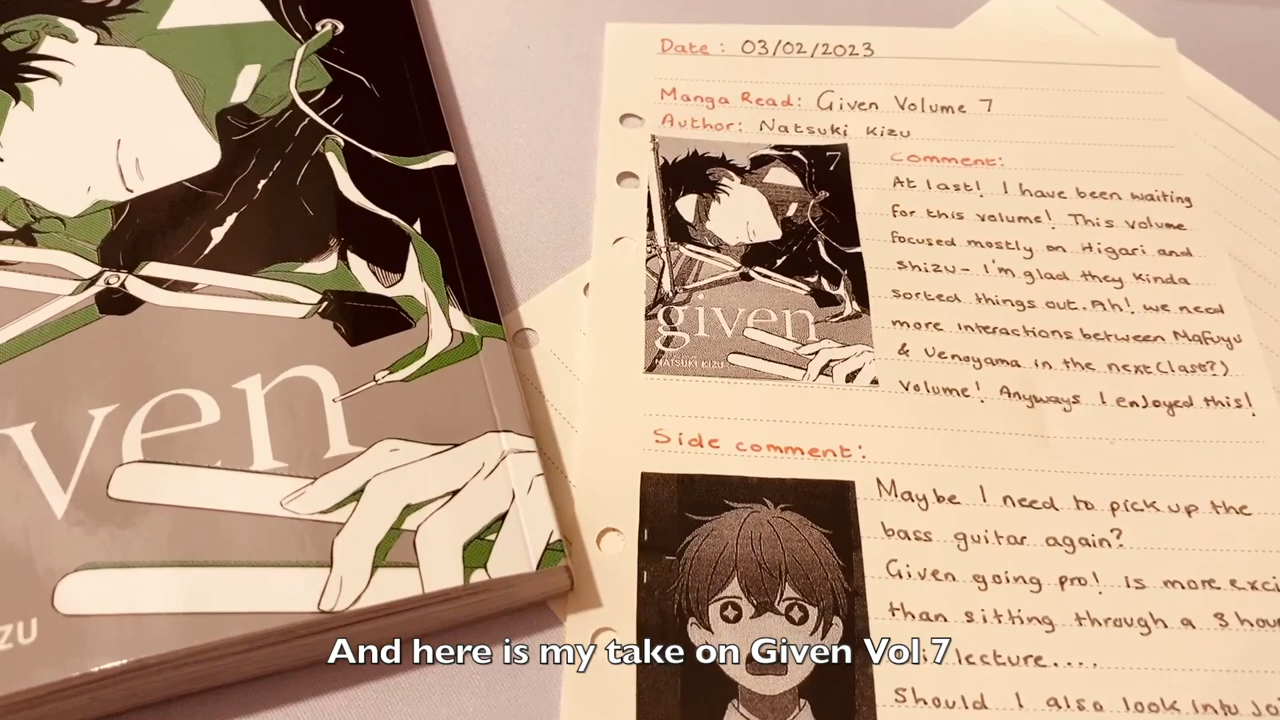 ven
ZU
Date: 03/02/2023
Manga Read: Given Volume 7
Author: Natsuki Kizu
7
given
NATSUKI KIZU
Comment:
At last! I have been waiting
for this volume! This volume
focused mostly on Higari and
Shizu- I'm glad they kinda
sorted things out. Ah! we need
more interactions between Mafuyu
& Uenoyama in the next (last?)
volume! Anyways I enjoyed this!
Side comment:
Maybe I need to pick up the
bass guitar again?
Given going pro! is more exci
than sitting through a 3 hour
lecture....
Should I also look into jo
And here is my take on Given Vol 7